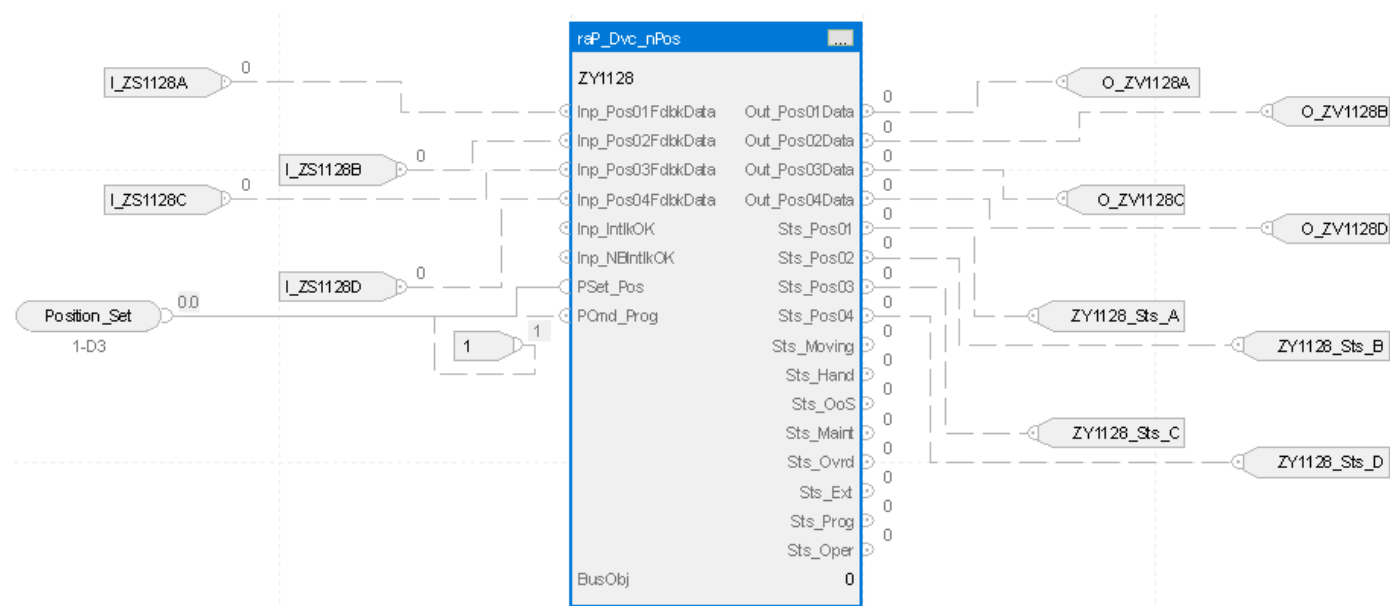 raP_Dvc_nPos ...
ZY1128
I_ZS1128A 0
I_ZS1128B 0
I_ZS1128C 0
I_ZS1128D 0
Position_Set 0.0
1-D3
1 1
Inp_Pos01FdbkData Out_Pos01Data 0
Inp_Pos02FdbkData Out_Pos02Data 0
Inp_Pos03FdbkData Out_Pos03Data 0
Inp_Pos04FdbkData Out_Pos04Data 0
Inp_IntlkOK Sts_Pos01 0
Inp_NBIntlkOK Sts_Pos02 0
PSet_Pos Sts_Pos03 0
PCmd_Prog Sts_Pos04 0
Sts_Moving 0
Sts_Hand 0
Sts_OoS 0
Sts_Maint 0
Sts_Ovrd 0
Sts_Ext 0
Sts_Prog 0
Sts_Oper 0
BusObj 0
O_ZV1128A
O_ZV1128B
O_ZV1128C
O_ZV1128D
ZY1128_Sts_A
ZY1128_Sts_B
ZY1128_Sts_C
ZY1128_Sts_D